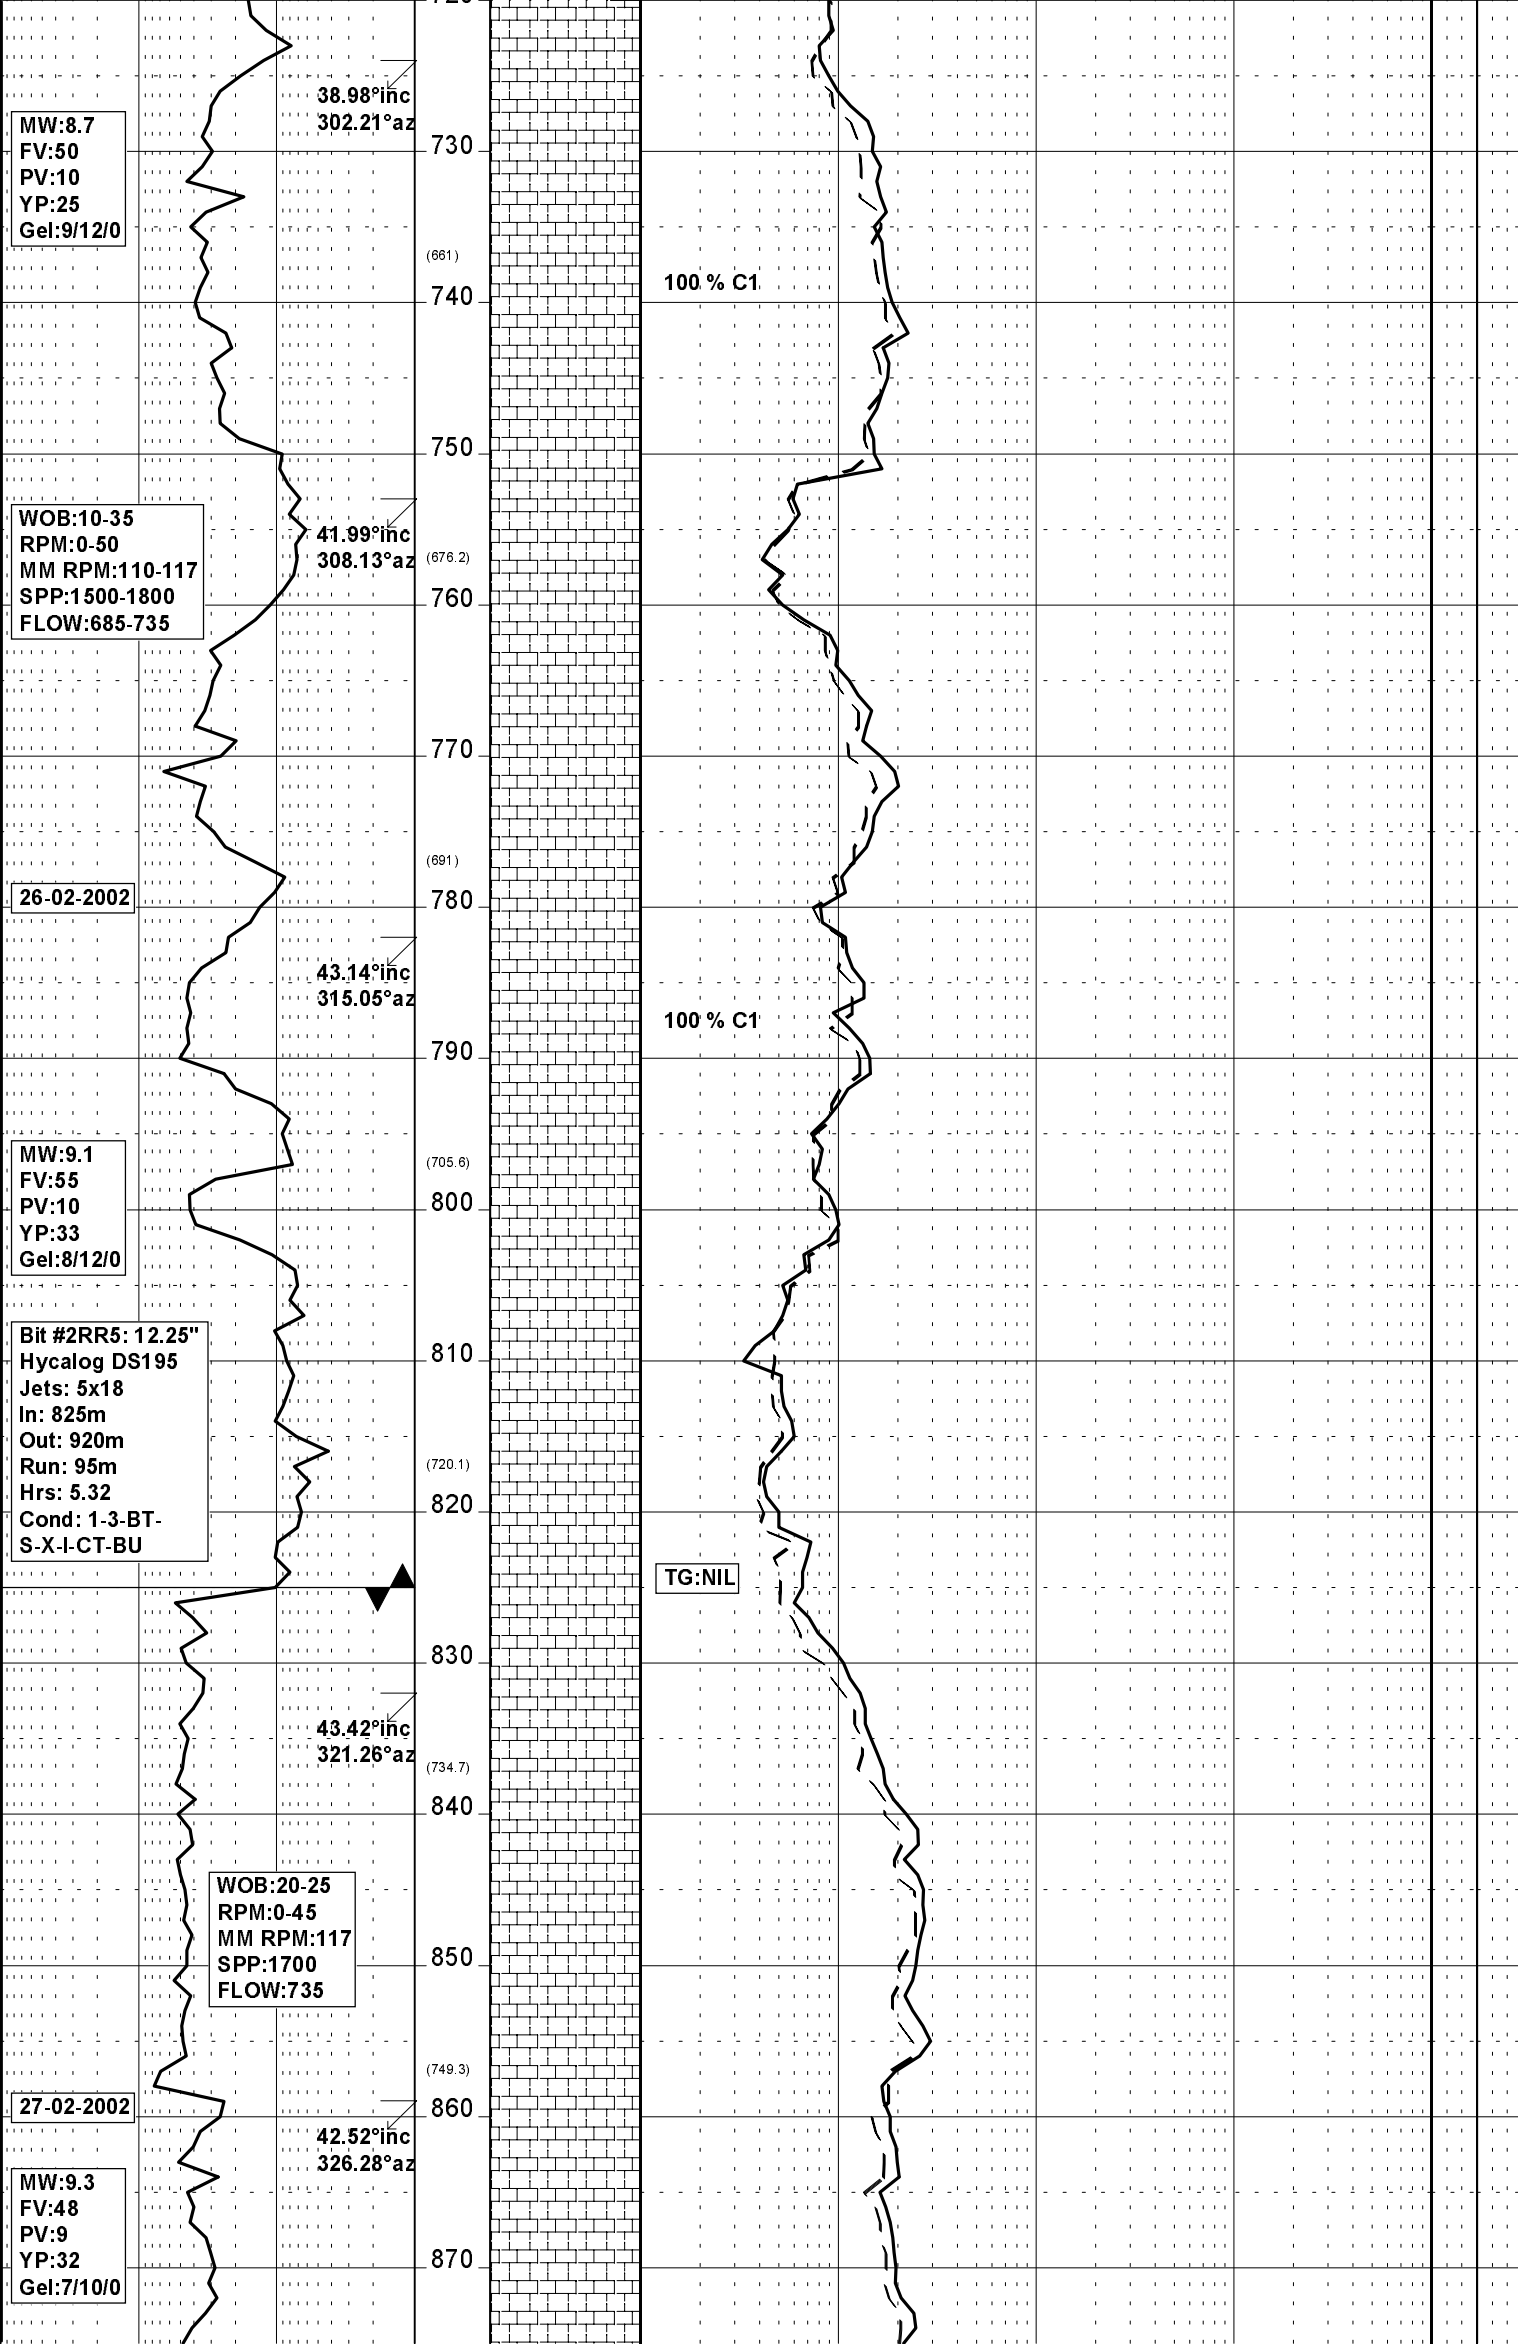 720
38.98°inc
302.21°az
MW:8.7
FV:50
PV:10
YP:25
Gel:9/12/0
730
(661)
100 % C1
740
750
WOB:10-35
RPM:0-50
MM RPM:110-117
SPP:1500-1800
FLOW:685-735
41.99°inc
308.13°az
(676.2)
760
770
(691)
26-02-2002
780
43.14°inc
315.05°az
100 % C1
790
MW:9.1
FV:55
PV:10
YP:33
Gel:8/12/0
(705.6)
800
Bit #2RR5: 12.25"
Hycalog DS195
Jets: 5x18
In: 825m
Out: 920m
Run: 95m
Hrs: 5.32
Cond: 1-3-BT-
S-X-I-CT-BU
810
(720.1)
820
TG:NIL
830
43.42°inc
321.26°az
(734.7)
840
WOB:20-25
RPM:0-45
MM RPM:117
SPP:1700
FLOW:735
850
(749.3)
27-02-2002
860
42.52°inc
326.28°az
MW:9.3
FV:48
PV:9
YP:32
Gel:7/10/0
870